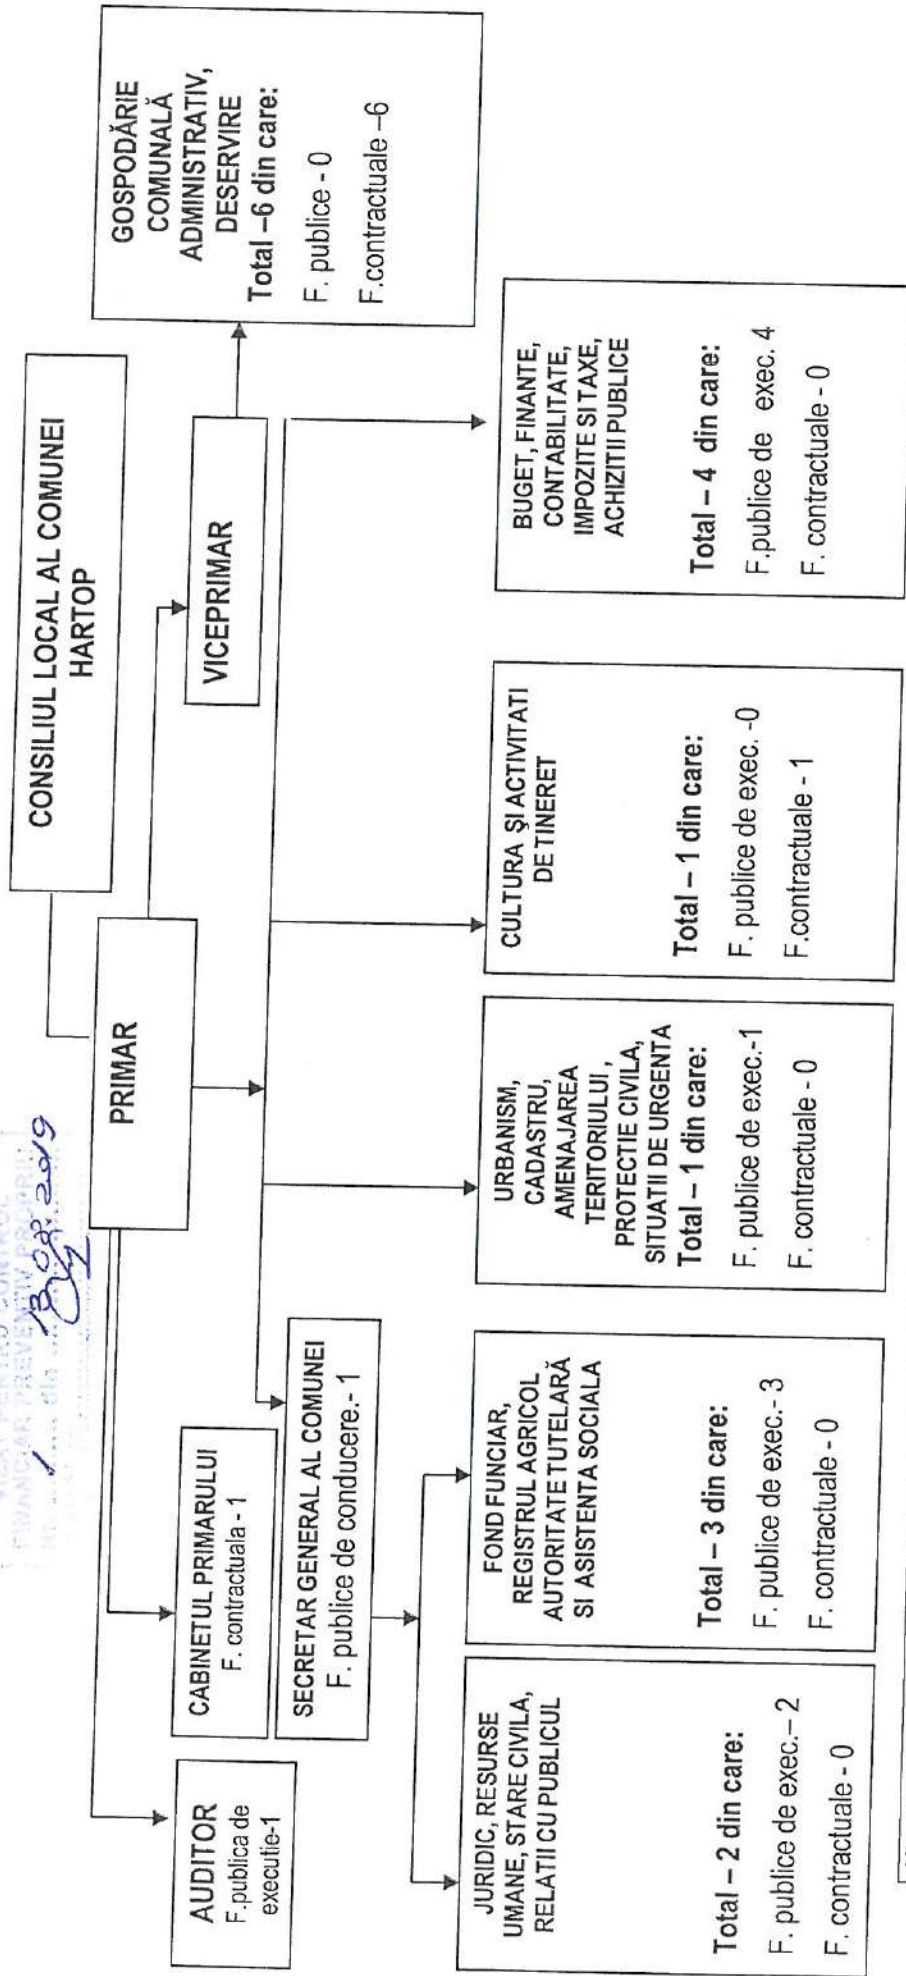 CONSILIUL LOCAL AL COMUNEI
HARTOP
FINANCIAR PREVENTIV PROPRIU
2019
PRIMAR
VICEPRIMAR
GOSPODĂRIE
COMUNALĂ
ADMINISTRATIV,
DESERVIRE
Total –6 din care:
F. publice - 0
F.contractuale –6
AUDITOR
F.publica de
executie-1
CABINETUL PRIMARULUI
F. contractuala - 1
SECRETAR GENERAL AL COMUNEI
F. publice de conducere.- 1
JURIDIC, RESURSE
UMANE, STARE CIVILA,
RELATII CU PUBLICUL
Total – 2 din care:
F. publice de exec.– 2
F. contractuale - 0
FOND FUNCIAR,
REGISTRUL AGRICOL
AUTORITATE TUTELARĂ
SI ASISTENTA SOCIALA
Total – 3 din care:
F. publice de exec.- 3
F. contractuale - 0
URBANISM,
CADASTRU,
AMENAJAREA
TERITORIULUI ,
PROTECTIE CIVILA,
SITUATII DE URGENTA
Total – 1 din care:
F. publice de exec.-1
F. contractuale - 0
CULTURA ŞI ACTIVITATI
DE TINERET
Total – 1 din care:
F. publice de exec. -0
F.contractuale - 1
BUGET, FINANTE,
CONTABILITATE,
IMPOZITE SI TAXE,
ACHIZITII PUBLICE
Total – 4 din care:
F.publice de exec. 4
F. contractuale - 0